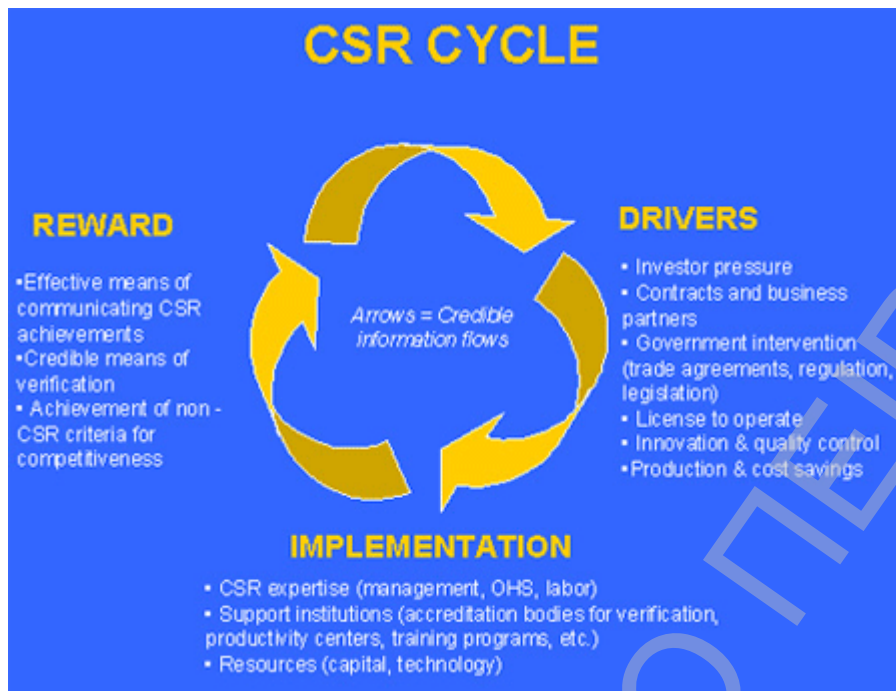 CSR CYCLE
REWARD
▪Effective means of
communicating CSR
achievements
▪Credible means of
verification
▪ Achievement of non -
CSR criteria for
competitiveness
Arrows = Credible
information flows
DRIVERS
▪ Investor pressure
▪ Contracts and business
partners
▪ Government intervention
(trade agreements, regulation,
legislation)
▪ License to operate
▪ Innovation & quality control
▪Production & cost savings
IMPLEMENTATION
▪ CSR expertise (management, OHS, labor)
▪ Support institutions (accreditation bodies for verification,
productivity centers, training programs, etc.)
▪ Resources (capital, technology)